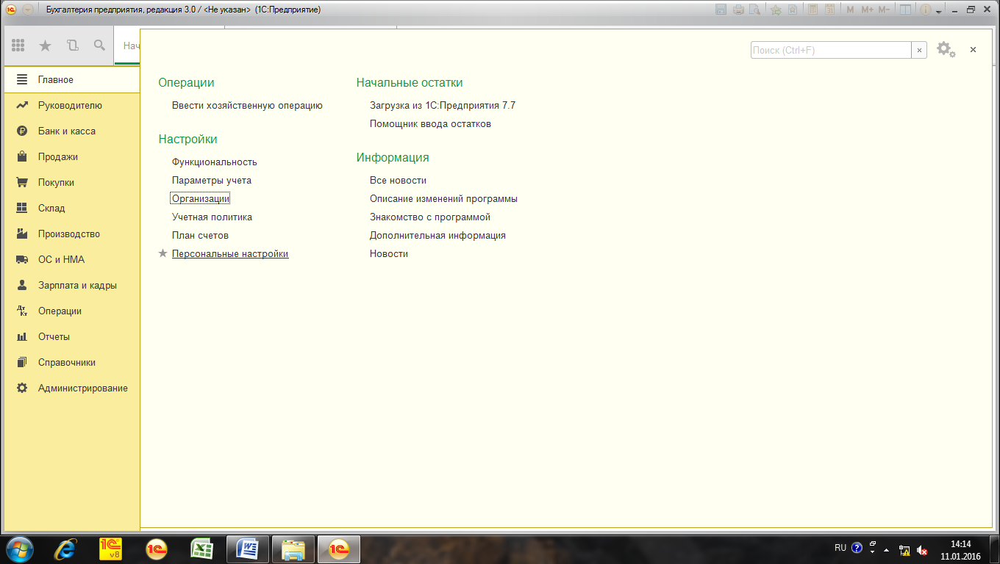 Бухгалтерия предприятия, редакция 3.0 / <Не указан> (1С:Предприятие)
M M+ M-
Нач
Поиск (Ctrl+F)
Главное
Руководителю
Банк и касса
Продажи
Покупки
Склад
Производство
ОС и НМА
Зарплата и кадры
Операции
Отчеты
Справочники
Администрирование
Операции
Ввести хозяйственную операцию
Настройки
Функциональность
Параметры учета
Организации
Учетная политика
План счетов
Персональные настройки
Начальные остатки
Загрузка из 1С:Предприятия 7.7
Помощник ввода остатков
Информация
Все новости
Описание изменений программы
Знакомство с программой
Дополнительная информация
Новости
RU
14:14
11.01.2016